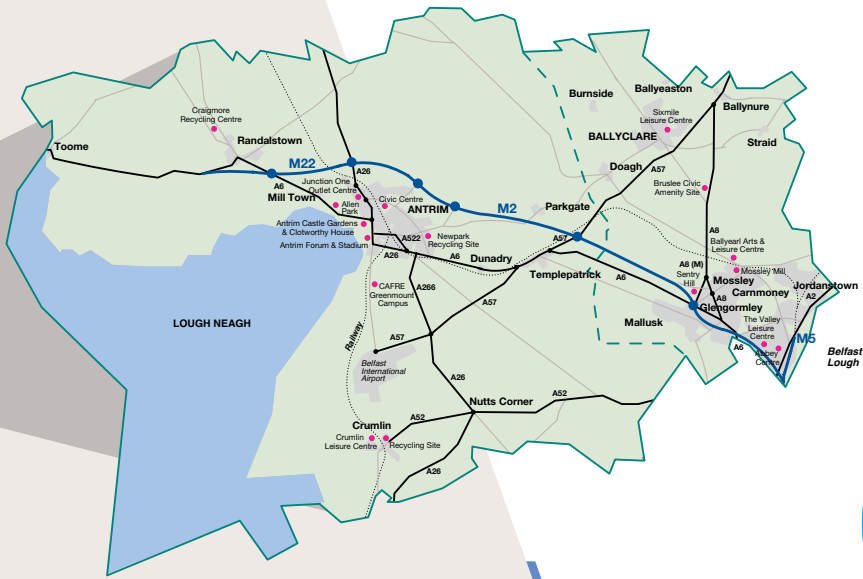 Burnside
Ballyeaston
Sixmile
Leisure Centre
Ballynure
Craigmore
Recycling Centre
BALLYCLARE
Straid
Randalstown
Toome
M22
A26
Doagh
A57
A6
Junction One
Outlet Centre
Mill Town
Allen
Park
Civic Centre
ANTRIM
M2
Parkgate
Bruslee Civic
Amenity Site
Antrim Castle Gardens
& Clotworthy House
Antrim Forum & Stadium
A522
Newpark
Recycling Site
A57
A8
Ballyearl Arts &
Leisure Centre
A26
A6
Dunadry
Templepatrick
A6
A8 (M)
Sentry
Hill
Mossley Mill
Mossley
Carnmoney
Jordanstown
A2
CAFRE
Greenmount
Campus
A266
A57
A8
Glengormley
LOUGH NEAGH
Mallusk
The Valley
Leisure
Centre
Railway
A57
A6
Abbey
Centre
M5
Belfast
Lough
Belfast
International
Airport
A26
A52
Nutts Corner
A52
Crumlin
Crumlin
Leisure Centre
Recycling Site
A26